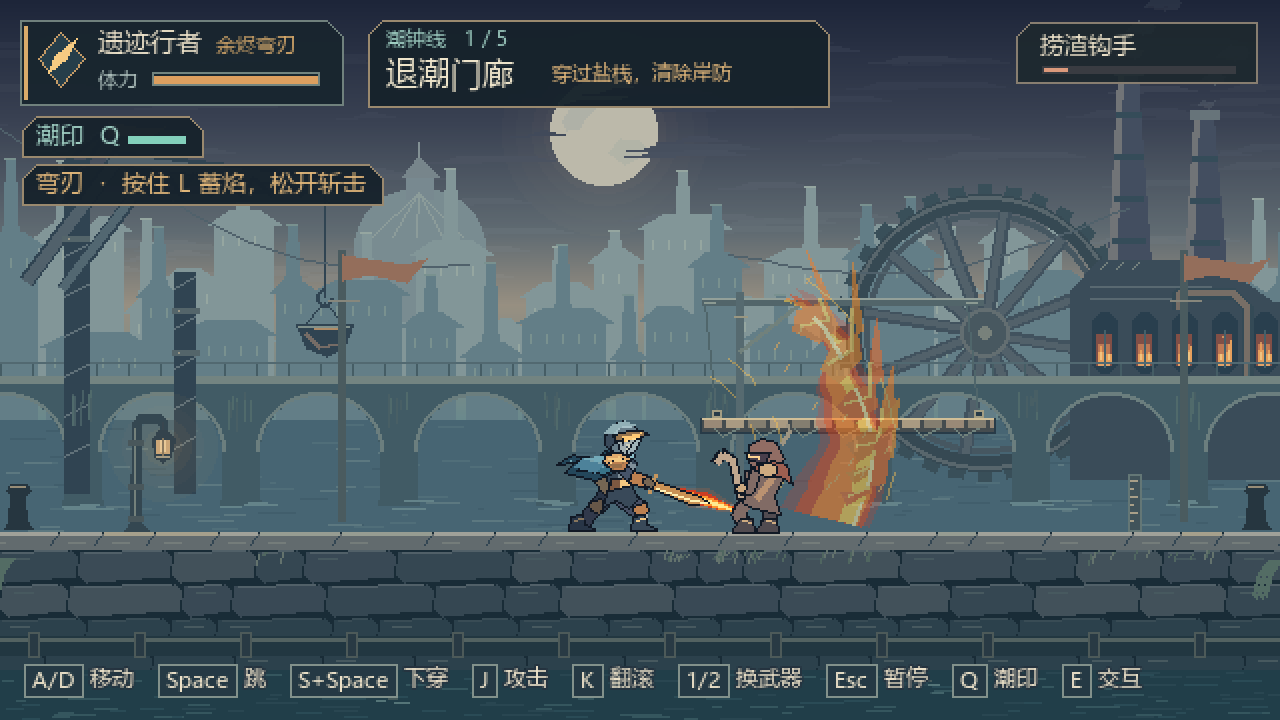 遗迹行者 余烬弯刃
体力
潮钟线 1 / 5
退潮门廊 穿过盐栈，清除岸防
捞渣钩手
潮印 Q
弯刃 · 按住 L 蓄焰，松开斩击
A/D 移动 Space 跳 S+Space 下穿 J 攻击 K 翻滚 1/2 换武器 Esc 暂停 Q 潮印 E 交互